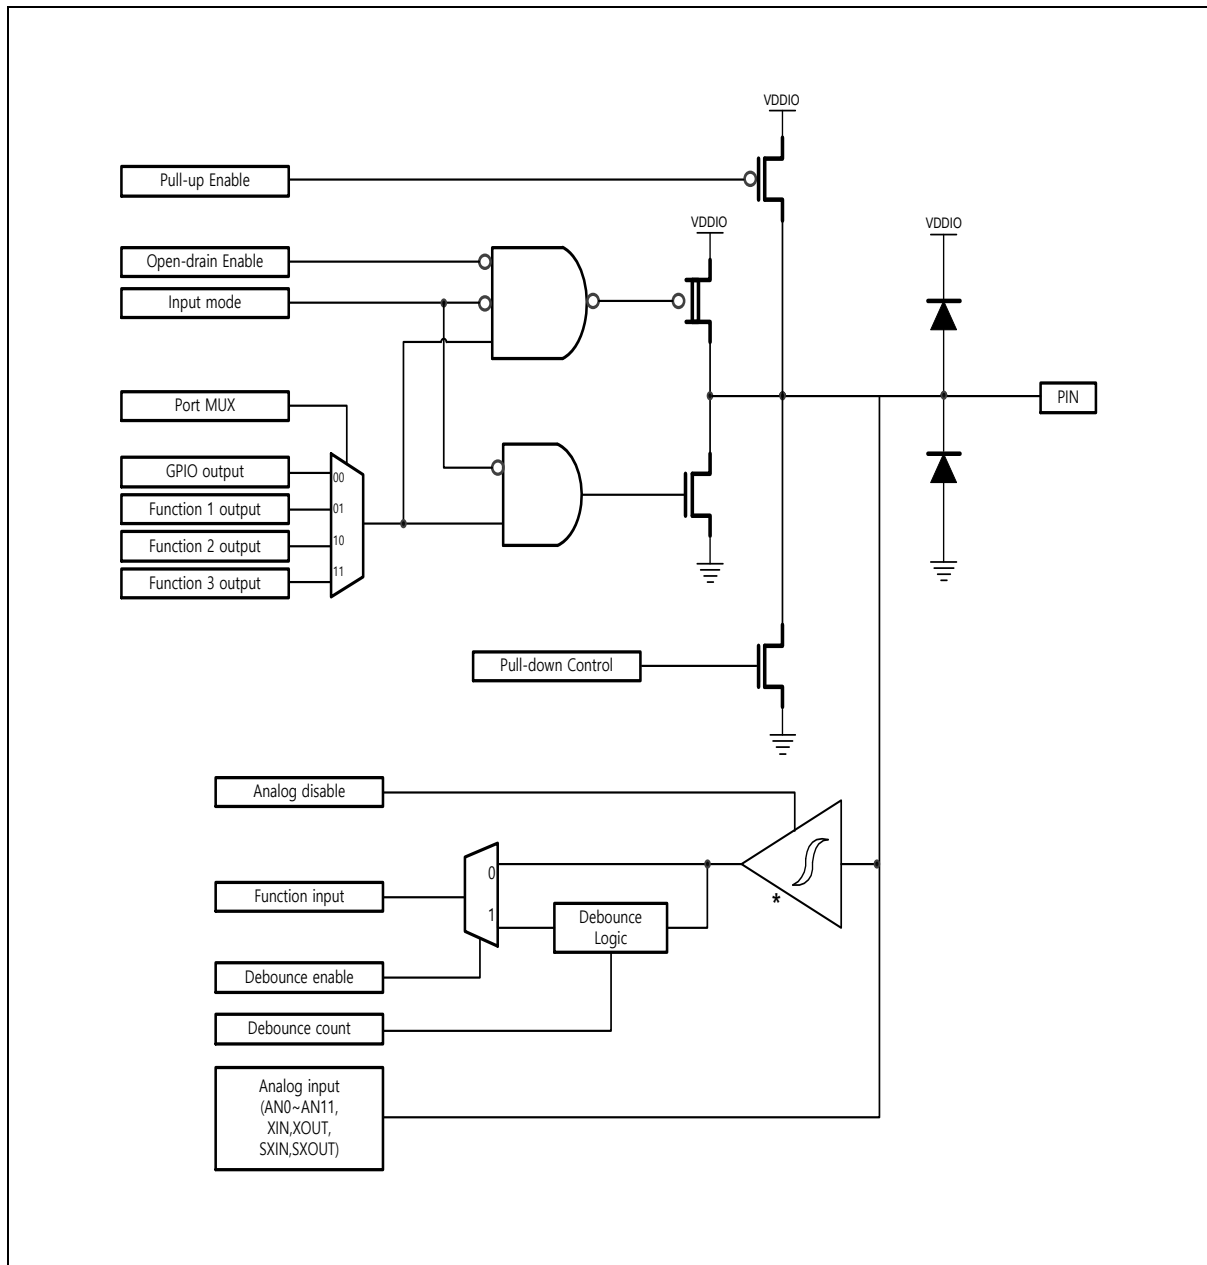 VDDIO
Pull-up Enable
VDDIO
VDDIO
Open-drain Enable
Input mode
Port MUX
PIN
GPIO output
00
Function 1 output
01
Function 2 output
10
Function 3 output
11
Pull-down Control
Analog disable
0
Function input
*
1
Debounce
Logic
Debounce enable
Debounce count
Analog input
(AN0~AN11,
XIN,XOUT,
SXIN,SXOUT)